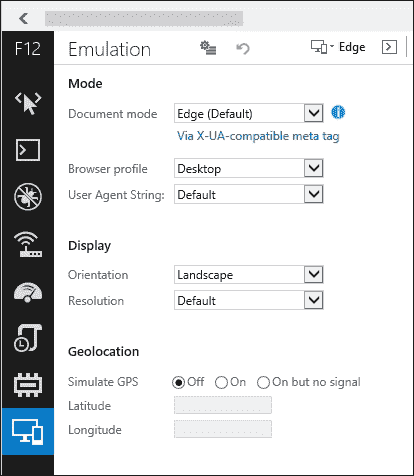 F12 Emulation Edge
Mode
Document mode Edge (Default)
Via X-UA-compatible meta tag
Browser profile Desktop
User Agent String: Default
Display
Orientation Landscape
Resolution Default
Geolocation
Simulate GPS Off On On but no signal
Latitude
Longitude